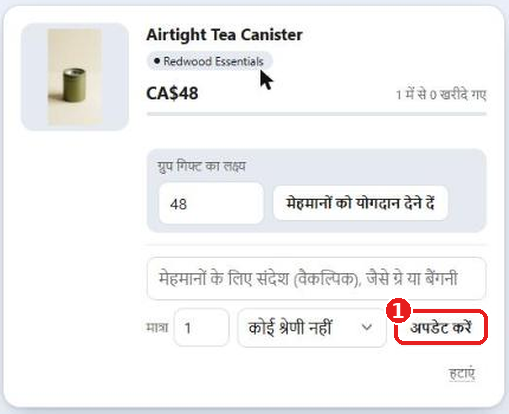 Airtight Tea Canister
Redwood Essentials
CA$48
1 में से 0 खरीदे गए
ग्रुप गिफ्ट का लक्ष्य
48
मेहमानों को योगदान देने दें
मेहमानों के लिए संदेश (वैकल्पिक), जैसे ग्रे या बैंगनी
मात्रा 1 कोई श्रेणी नहीं 1 अपडेट करें
हटाएं